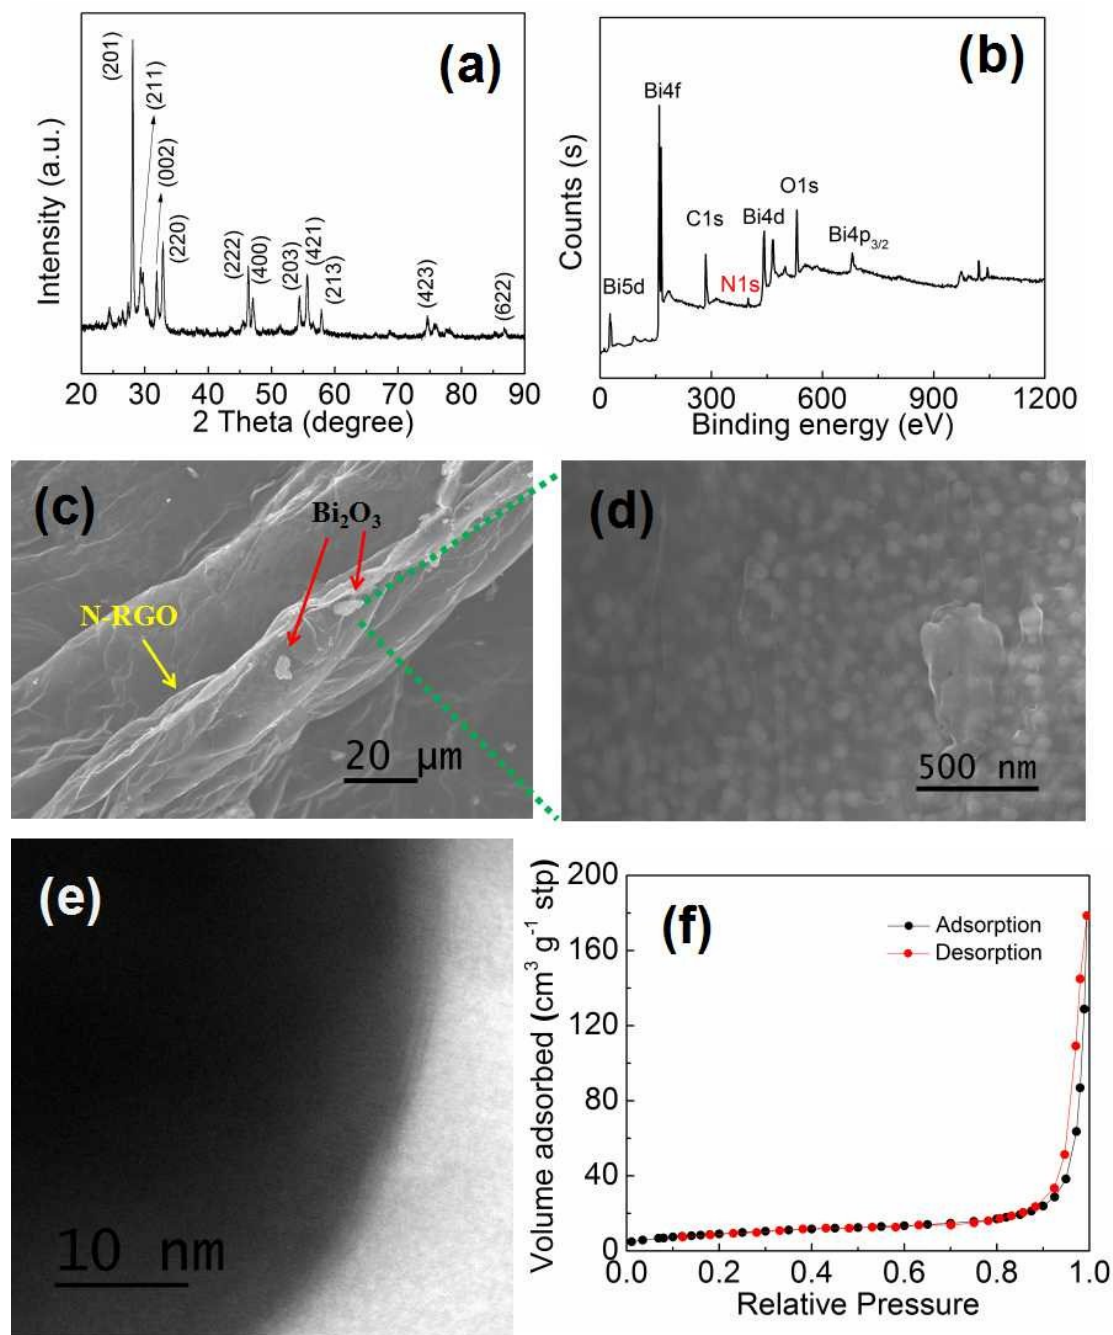 (a)
(201)
(211)
(002)
(220)
(222)
(400)
(203)
(421)
(213)
(423)
(622)
Intensity (a.u.)
20 30 40 50 60 70 80 90
2 Theta (degree)
(b)
Bi4f
O1s
C1s
Bi4d
Bi4p3/2
N1s
Bi5d
Counts (s)
0 300 600 900 1200
Binding energy (eV)
(c)
Bi₂O₃
N-RGO
20 µm
(d)
500 nm
(e)
10 nm
(f)
Adsorption
Desorption
Volume adsorbed (cm³ g⁻¹ stp)
200
160
120
80
40
0
0.0 0.2 0.4 0.6 0.8 1.0
Relative Pressure